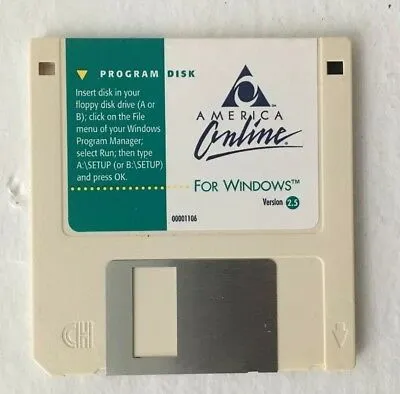 PROGRAM DISK
Insert disk in your
floppy disk drive (A or
B); click on the File
menu of your Windows
Program Manager;
select Run; then type
A:\SETUP (or B:\SETUP)
and press OK.
AMERICA
Online®
FOR WINDOWS™
Version 2.5
00001106